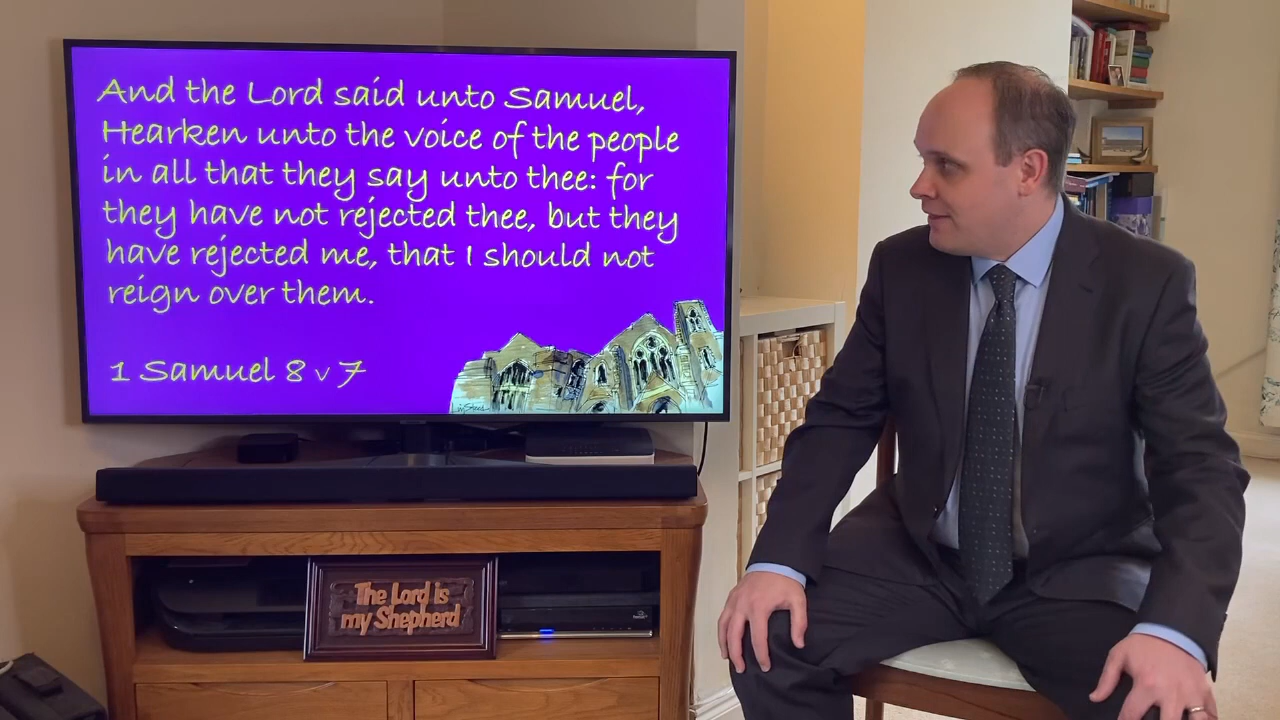 And the Lord said unto Samuel,
Hearken unto the voice of the people
in all that they say unto thee: for
they have not rejected thee, but they
have rejected me, that I should not
reign over them.
1 Samuel 8 v 7
The Lord is
my Shepherd